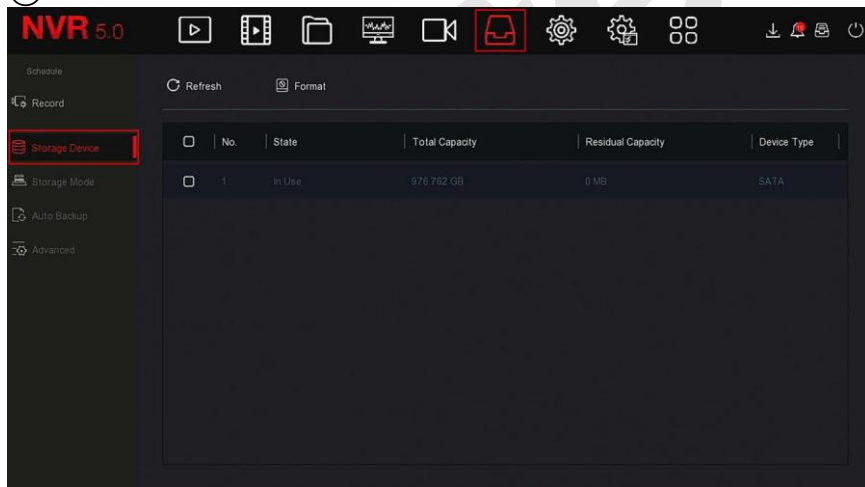 NVR 5.0
Schedule
Refresh
Format
Record
Storage Device
No.
State
Total Capacity
Residual Capacity
Device Type
Storage Mode
1
In Use
976.762 GB
0 MB
SATA
Auto Backup
Advanced